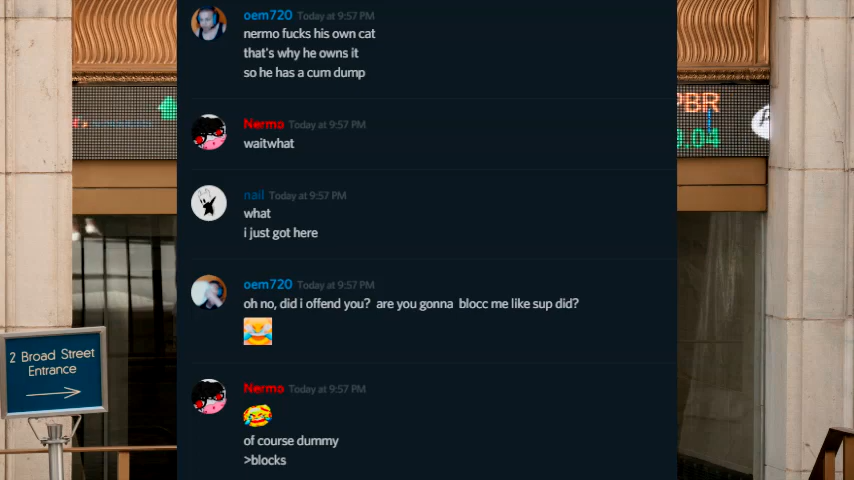 oem720 Today at 9:57 PM
nermo fucks his own cat
that's why he owns it
so he has a cum dump
Nermo Today at 9:57 PM
waitwhat
nail Today at 9:57 PM
what
i just got here
PBR
.04
oem720 Today at 9:57 PM
oh no, did i offend you? are you gonna blocc me like sup did?
2 Broad Street
Entrance
Nermo Today at 9:57 PM
of course dummy
>blocks